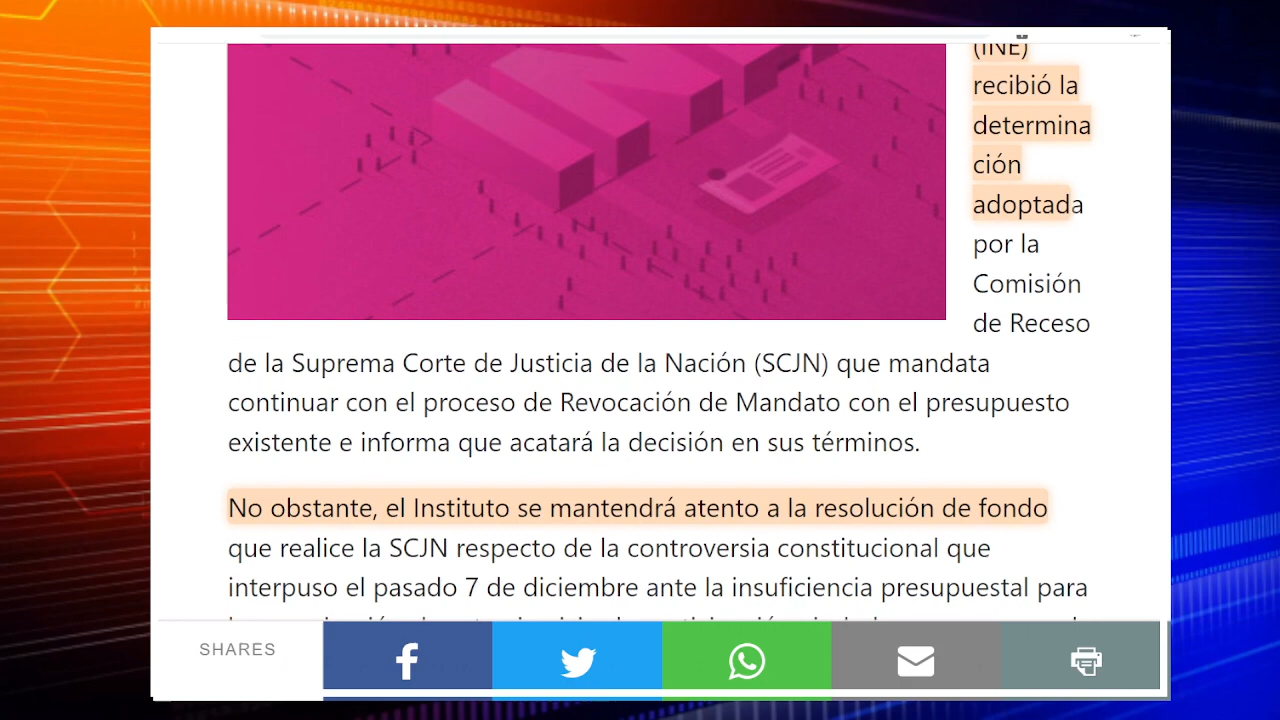 (INE)
recibió la
determina
ción
adoptada
por la
Comisión
de Receso
de la Suprema Corte de Justicia de la Nación (SCJN) que mandata
continuar con el proceso de Revocación de Mandato con el presupuesto
existente e informa que acatará la decisión en sus términos.
No obstante, el Instituto se mantendrá atento a la resolución de fondo
que realice la SCJN respecto de la controversia constitucional que
interpuso el pasado 7 de diciembre ante la insuficiencia presupuestal para
SHARES